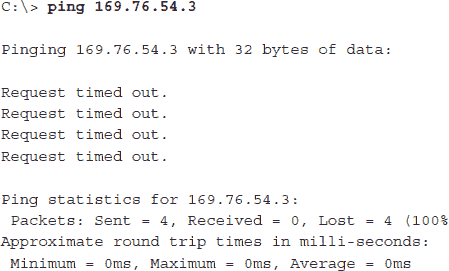 C:\> ping 169.76.54.3
Pinging 169.76.54.3 with 32 bytes of data:
Request timed out.
Request timed out.
Request timed out.
Request timed out.
Ping statistics for 169.76.54.3:
Packets: Sent = 4, Received = 0, Lost = 4 (100%
Approximate round trip times in milli-seconds:
Minimum = 0ms, Maximum = 0ms, Average = 0ms